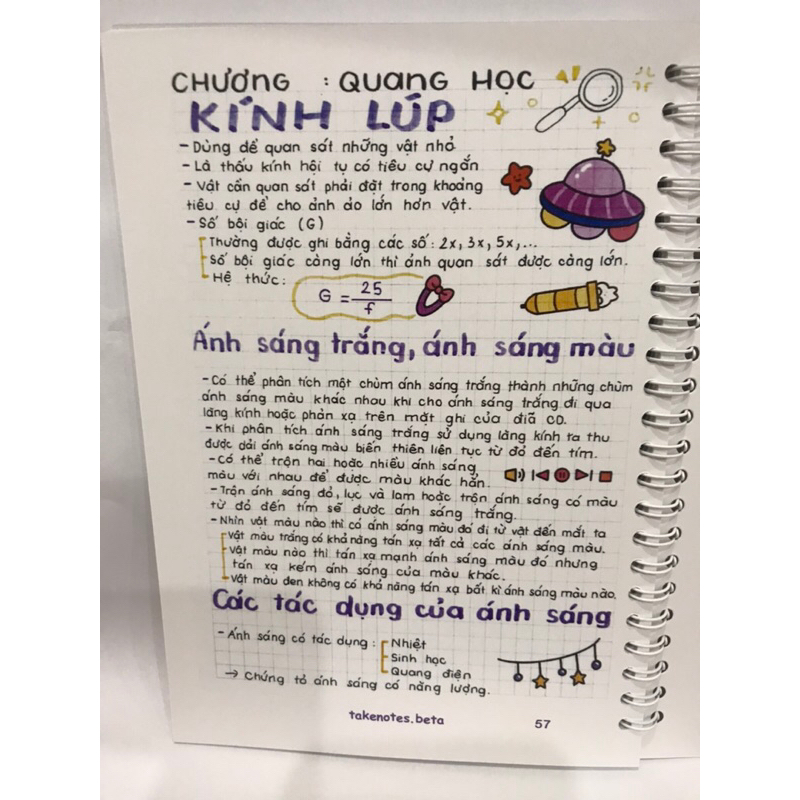 CHƯƠNG : QUANG HỌC
KÍNH LÚP
- Dùng để quan sát những vật nhỏ
- Là thấu kính hội tụ có tiêu cự ngắn
- Vật cần quan sát phải đặt trong khoảng
tiêu cự để cho ảnh ảo lớn hơn vật.
- Số bội giác (G)
Thường được ghi bằng các số: 2x, 3x, 5x,...
Số bội giác càng lớn thì ảnh quan sát được càng lớn.
Hệ thức:
G = 25
f
Ánh sáng trắng, ánh sáng màu
- Có thể phân tích một chùm ánh sáng trắng thành những chùm
ánh sáng màu khác nhau khi cho ánh sáng trắng đi qua
lăng kính hoặc phản xạ trên mặt ghi của đĩa CD.
- Khi phân tích ánh sáng trắng sử dụng lăng kính ta thu
được dải ánh sáng màu biến thiên liên tục từ đỏ đến tím.
- Có thể trộn hai hoặc nhiều ánh sáng
màu với nhau để được màu khác hẳn.
- Trộn ánh sáng đỏ, lục và lam hoặc trộn ánh sáng có màu
từ đỏ đến tím sẽ được ánh sáng trắng.
- Nhìn vật màu nào thì có ánh sáng màu đó đi từ vật đến mắt ta
Vật màu trắng có khả năng tán xạ tất cả các ánh sáng màu.
Vật màu nào thì tán xạ mạnh ánh sáng màu đó nhưng
tán xạ kém ánh sáng của màu khác.
Vật màu đen không có khả năng tán xạ bất kì ánh sáng màu nào.
Các tác dụng của ánh sáng
- Ánh sáng có tác dụng : Nhiệt
Sinh học
Quang điện
→ Chứng tỏ ánh sáng có năng lượng.
takenotes.beta
57